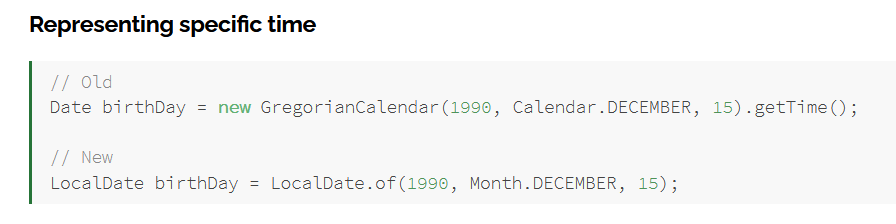 Representing specific time
// Old
Date birthDay = new GregorianCalendar(1990, Calendar.DECEMBER, 15).getTime();
// New
LocalDate birthDay = LocalDate.of(1990, Month.DECEMBER, 15);